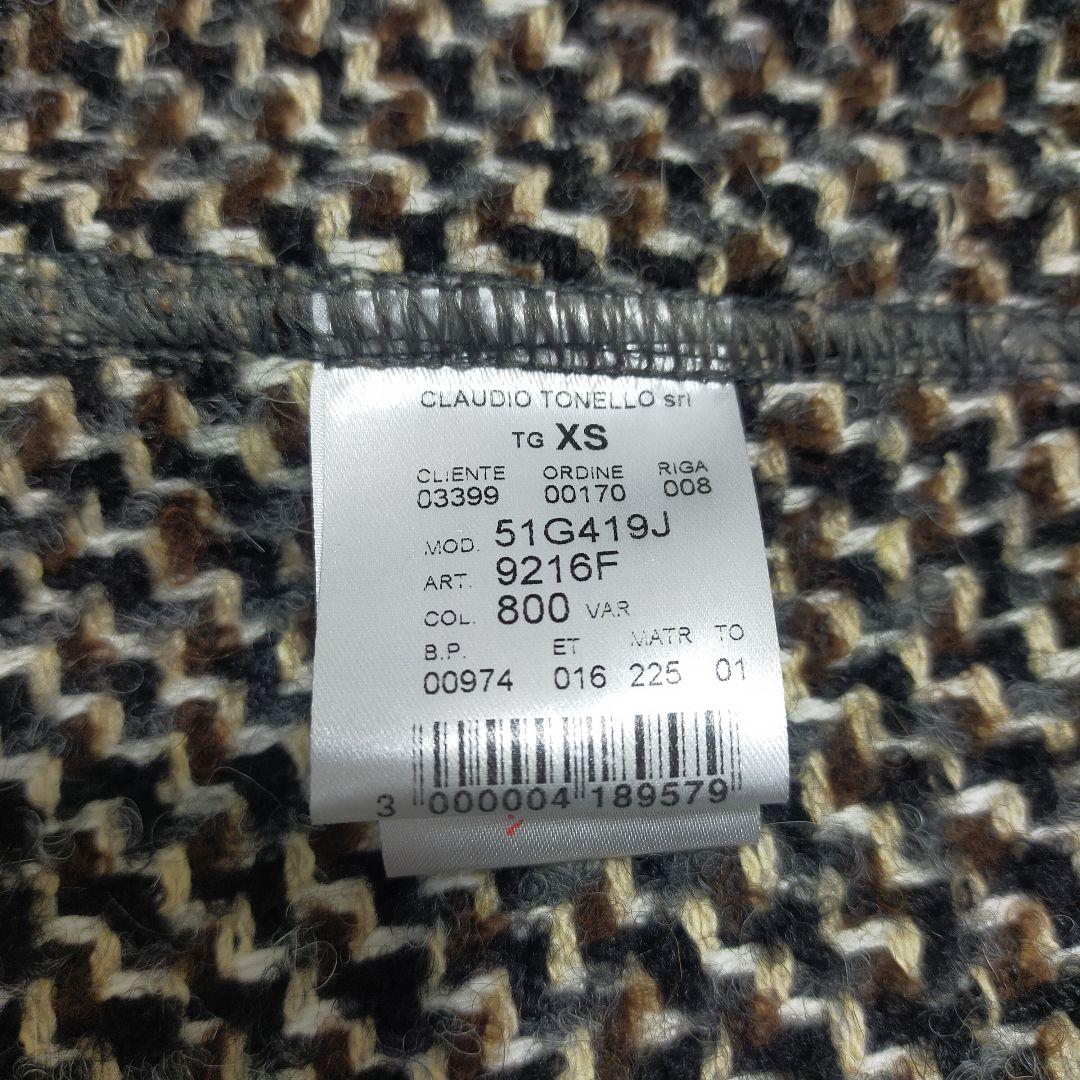 CLAUDIO TONELLO srl
TG XS
CLIENTE ORDINE RIGA
03399 00170 008
MOD. 51G419J
ART. 9216F
COL. 800 VAR
B.P. ET MATR TO
00974 016 225 01
3 000004 189579